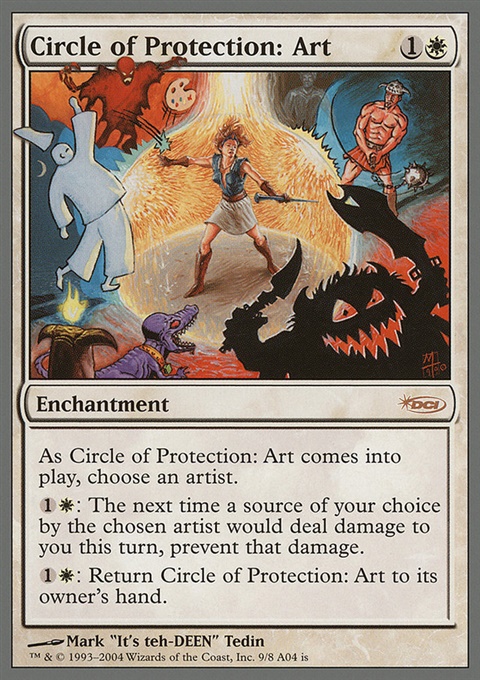 Circle of Protection: Art 1
Enchantment
DCI
As Circle of Protection: Art comes into
play, choose an artist.
1: The next time a source of your choice
by the chosen artist would deal damage to
you this turn, prevent that damage.
1: Return Circle of Protection: Art to its
owner's hand.
Mark "It's teh-DEEN" Tedin
™ & © 1993–2004 Wizards of the Coast, Inc. 9/8 A04 is